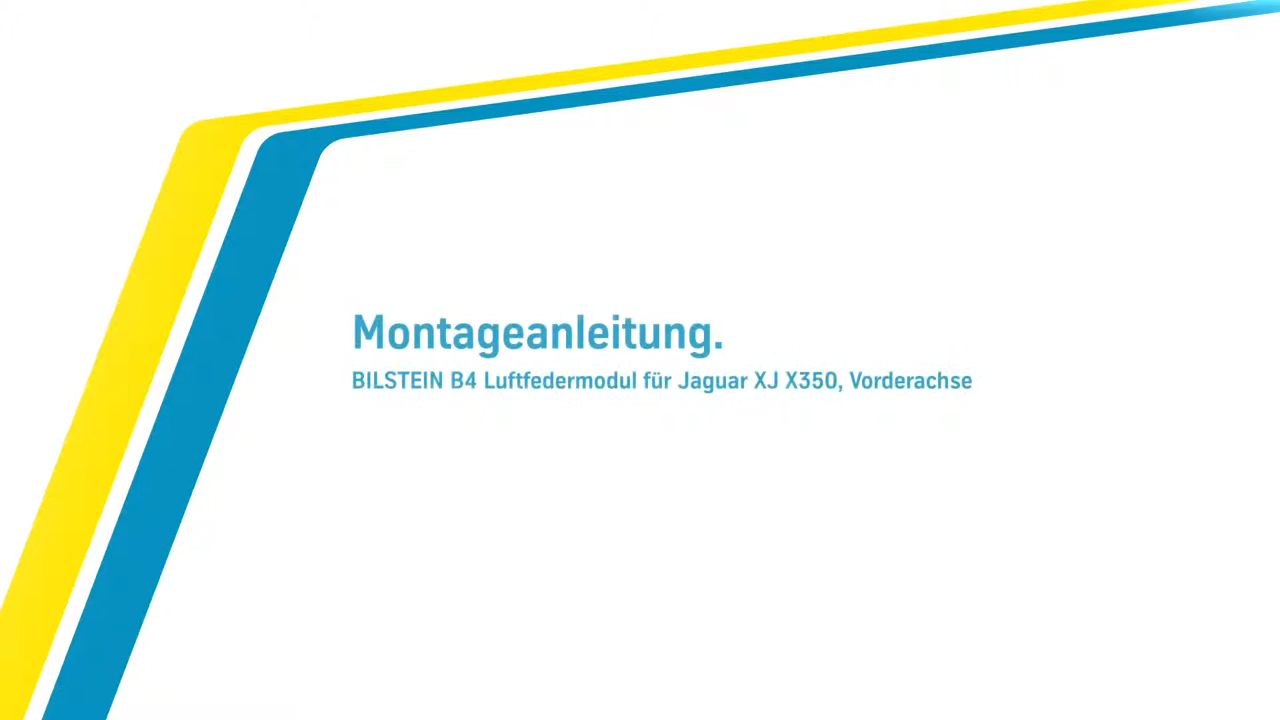 Montageanleitung.
BILSTEIN B4 Luftfedermodul für Jaguar XJ X350, Vorderachse